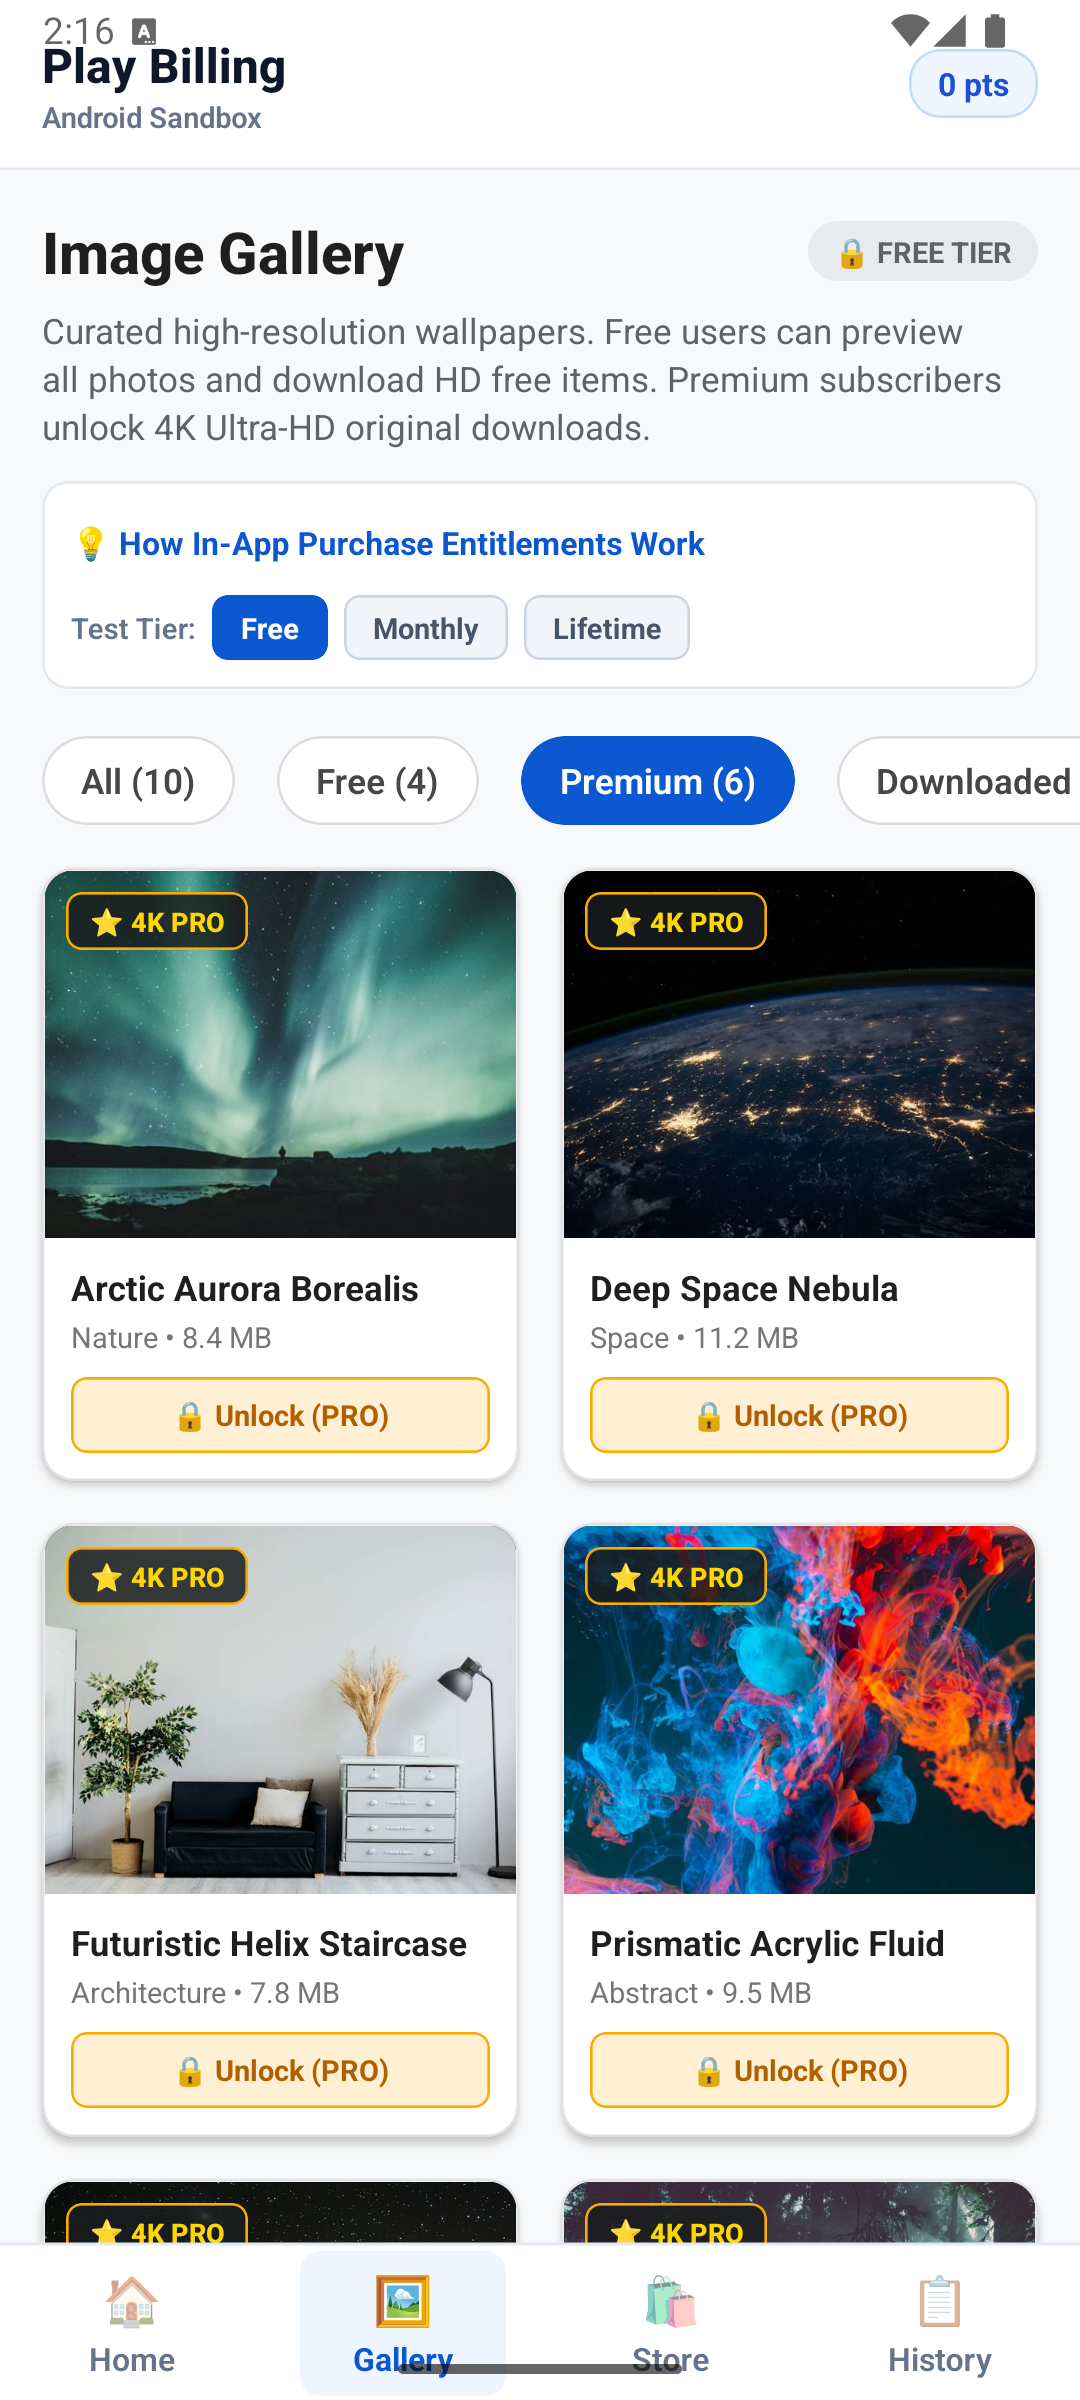 2:16
Play Billing
Android Sandbox
0 pts
Image Gallery
🔒 FREE TIER
Curated high-resolution wallpapers. Free users can preview
all photos and download HD free items. Premium subscribers
unlock 4K Ultra-HD original downloads.
💡 How In-App Purchase Entitlements Work
Test Tier: Free Monthly Lifetime
All (10) Free (4) Premium (6) Downloaded
⭐ 4K PRO
⭐ 4K PRO
Arctic Aurora Borealis
Nature • 8.4 MB
🔒 Unlock (PRO)
Deep Space Nebula
Space • 11.2 MB
🔒 Unlock (PRO)
⭐ 4K PRO
⭐ 4K PRO
Futuristic Helix Staircase
Architecture • 7.8 MB
🔒 Unlock (PRO)
Prismatic Acrylic Fluid
Abstract • 9.5 MB
🔒 Unlock (PRO)
⭐ 4K PRO
⭐ 4K PRO
Home Gallery Store History